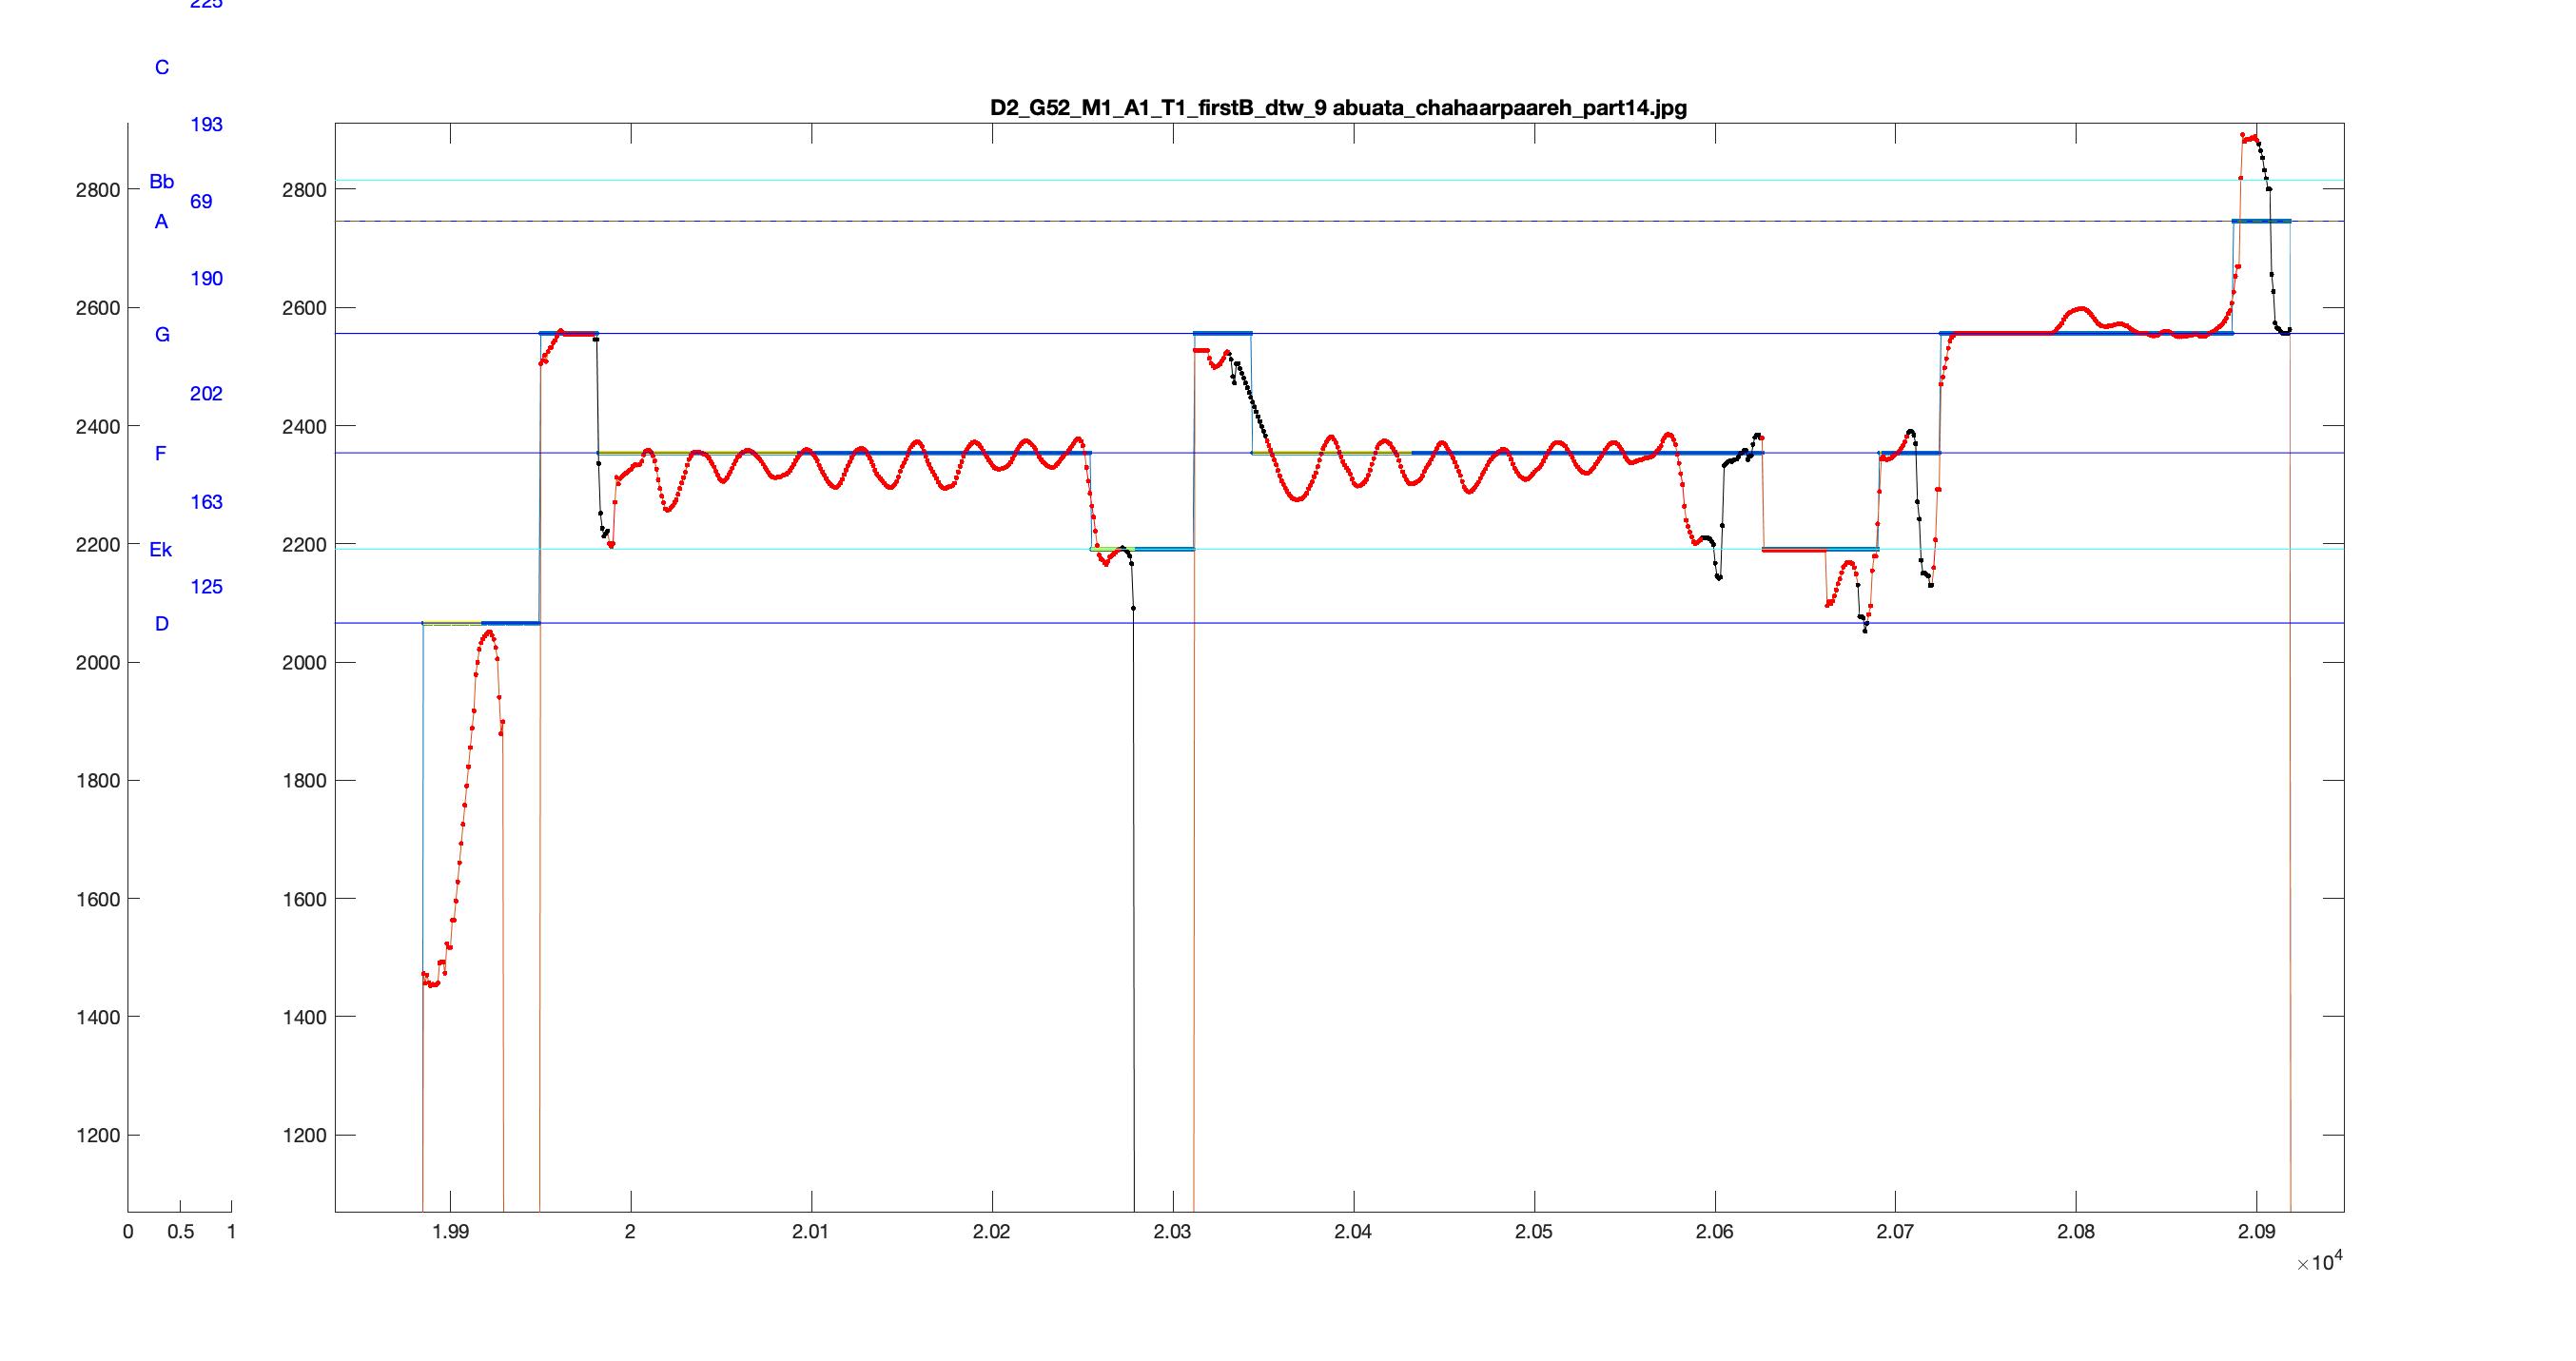 225
C
D2_G52_M1_A1_T1_firstB_dtw_9 abuata_chahaarpaareh_part14.jpg
193
2800 Bb 2800
69
A
190
2600 2600
G
202
2400 F 2400
163
2200 Ek 2200
125
D
2000 2000
1800 1800
1600 1600
1400 1400
1200 1200
0 0.5 1 1.99 2 2.01 2.02 2.03 2.04 2.05 2.06 2.07 2.08 2.09
×10⁴